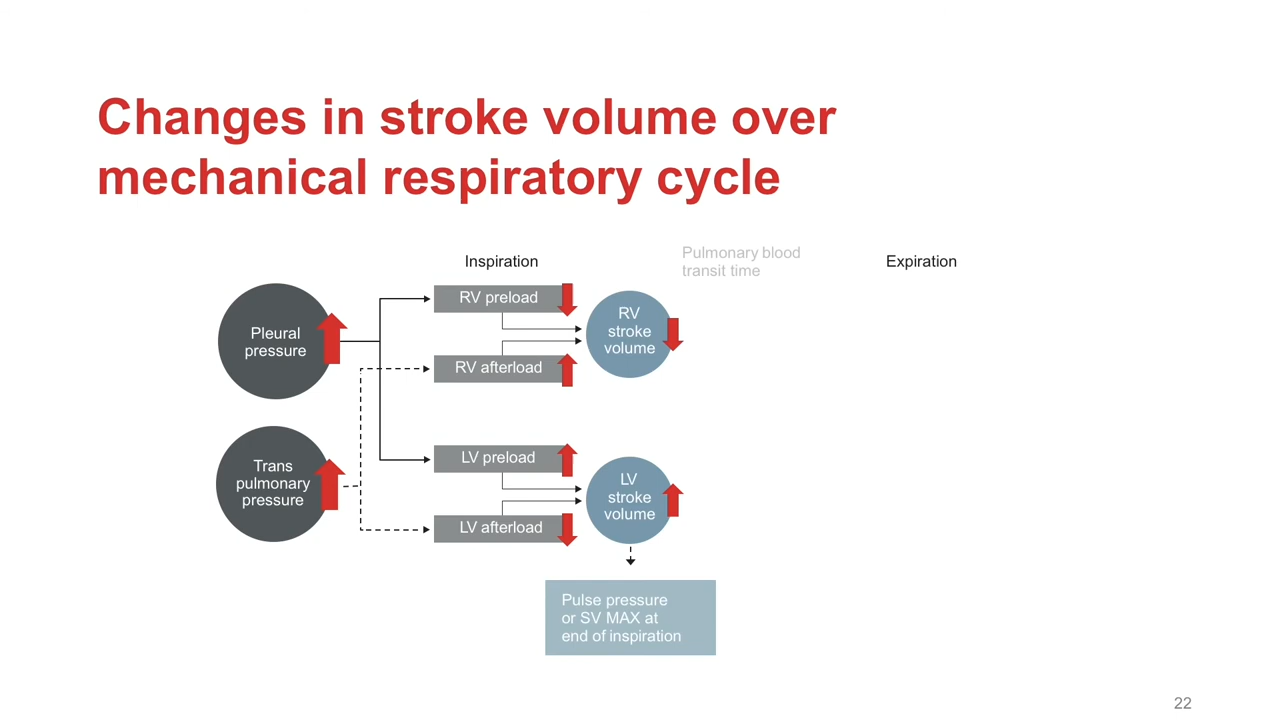 Changes in stroke volume over
mechanical respiratory cycle
Inspiration
Pulmonary blood
transit time
Expiration
Pleural
pressure
RV preload
RV afterload
RV
stroke
volume
Trans
pulmonary
pressure
LV preload
LV afterload
LV
stroke
volume
Pulse pressure
or SV MAX at
end of inspiration
22